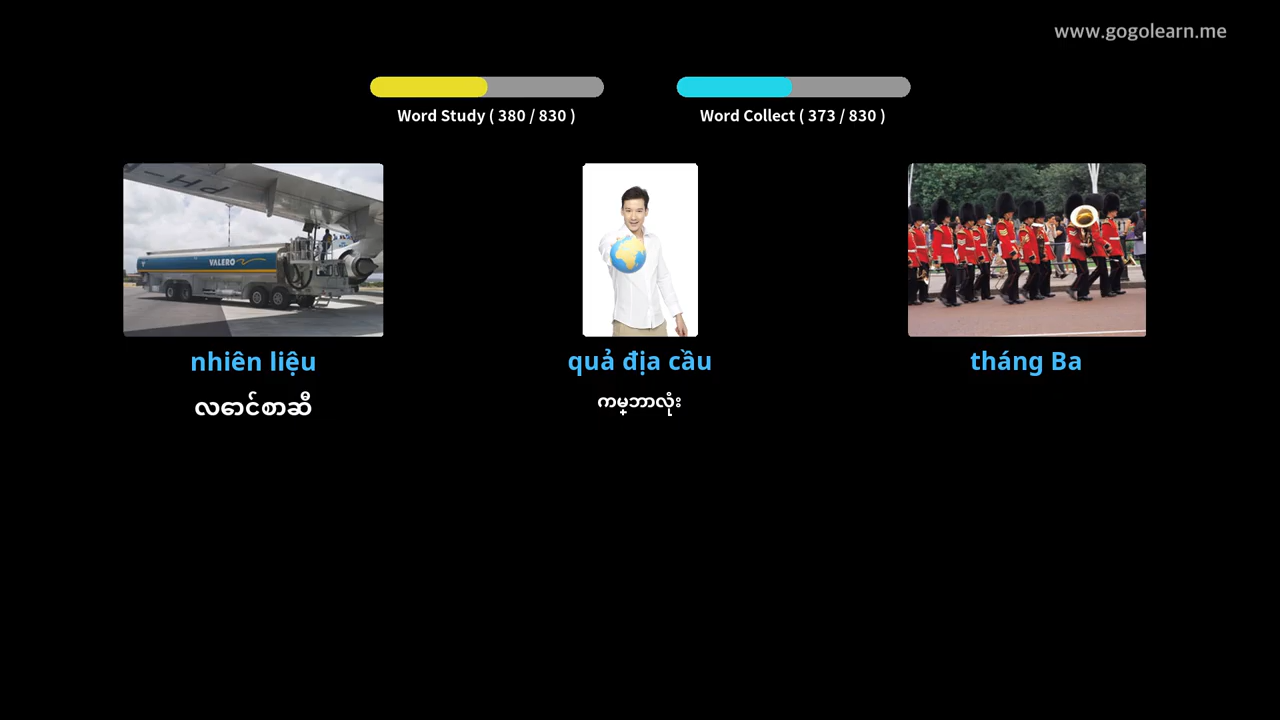 www.gogolearn.me
Word Study ( 380 / 830 )
Word Collect ( 373 / 830 )
VALERO
nhiên liệu
quả địa cầu
tháng Ba
လောင်စာဆီ
ကမ္ဘာလုံး